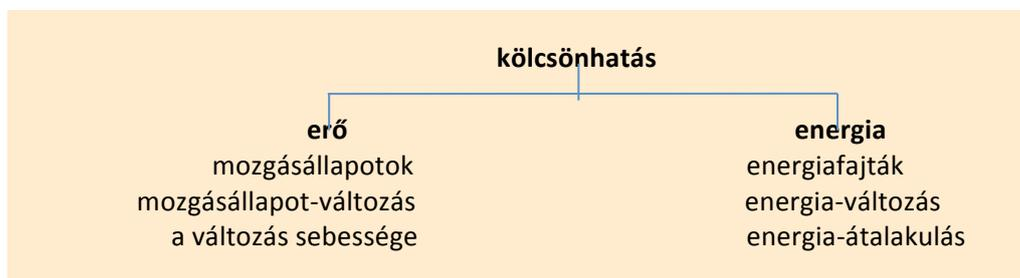 kölcsönhatás
erő
mozgásállapotok
mozgásállapot-változás
a változás sebessége
energia
energiafajták
energia-változás
energia-átalakulás